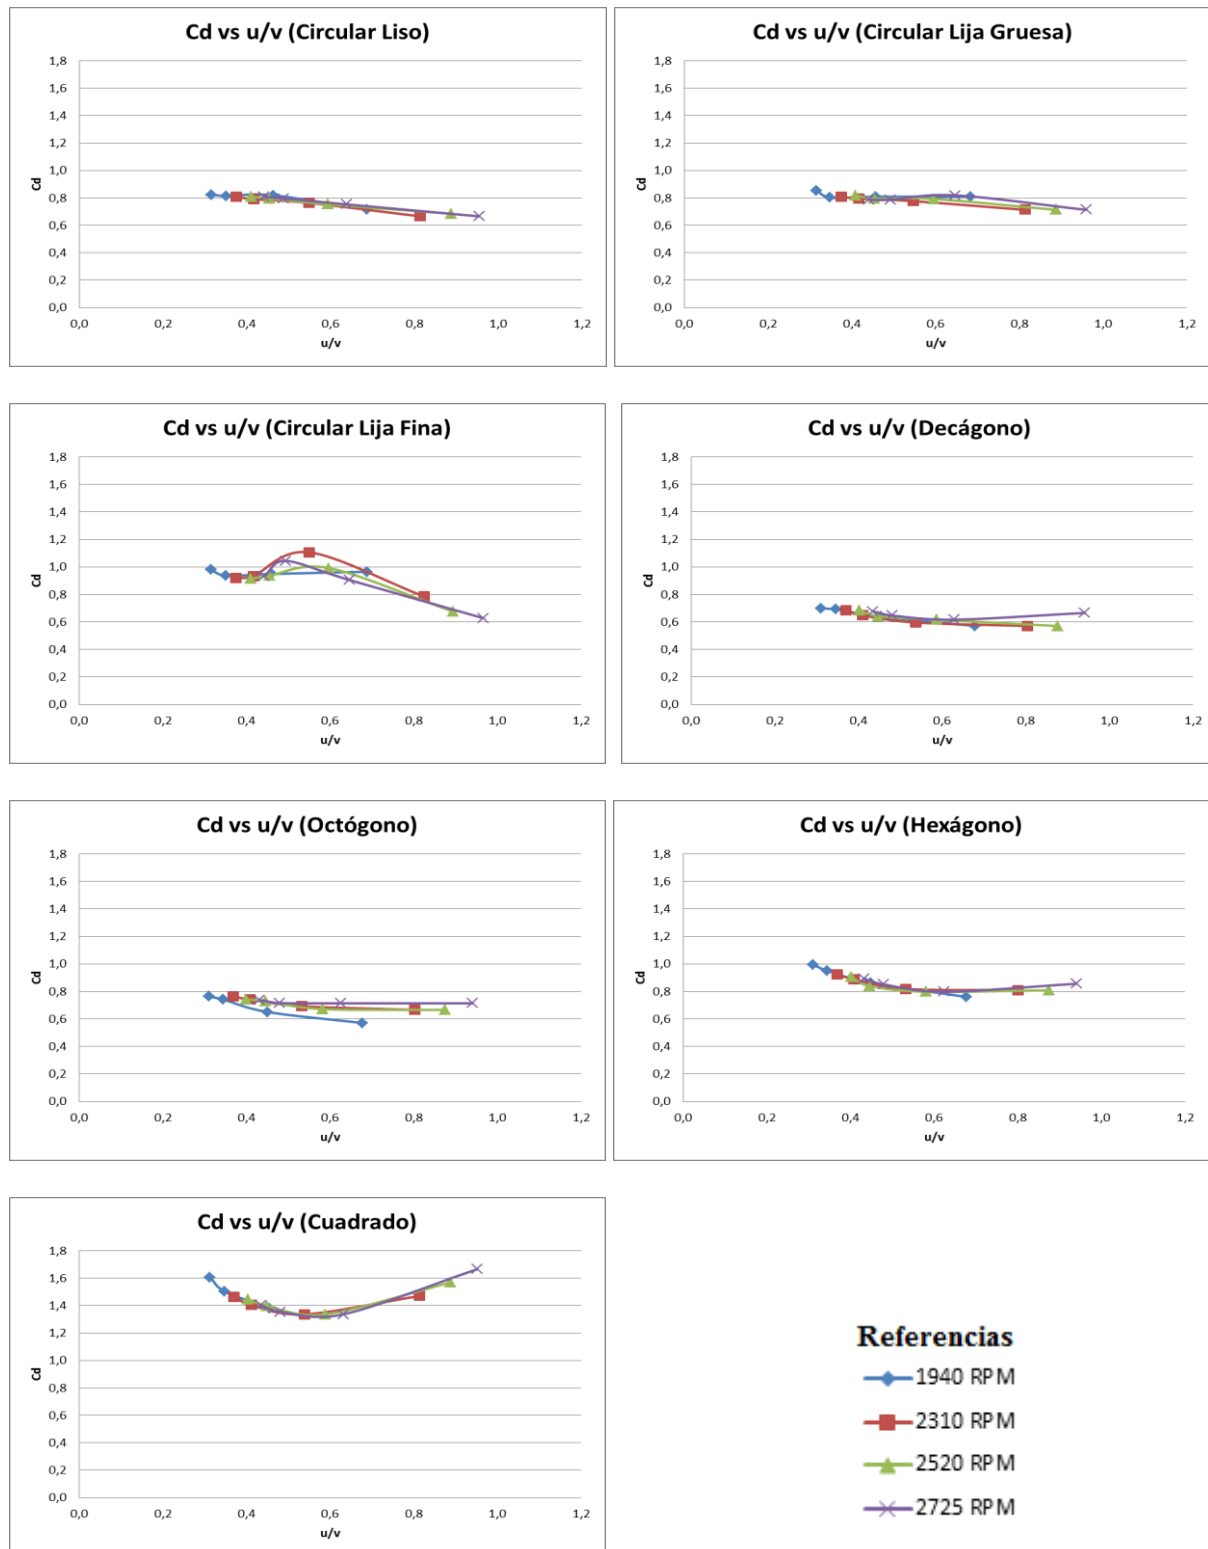 Cd vs u/v (Circular Liso)
1,8
1,6
1,4
1,2
1,0
0,8
0,6
0,4
0,2
0,0
Cd
0,0 0,2 0,4 0,6 0,8 1,0 1,2
u/v
Cd vs u/v (Circular Lija Gruesa)
1,8
1,6
1,4
1,2
1,0
0,8
0,6
0,4
0,2
0,0
Cd
0,0 0,2 0,4 0,6 0,8 1,0 1,2
u/v
Cd vs u/v (Circular Lija Fina)
1,8
1,6
1,4
1,2
1,0
0,8
0,6
0,4
0,2
0,0
Cd
0,0 0,2 0,4 0,6 0,8 1,0 1,2
u/v
Cd vs u/v (Decágono)
1,8
1,6
1,4
1,2
1,0
0,8
0,6
0,4
0,2
0,0
Cd
0,0 0,2 0,4 0,6 0,8 1,0 1,2
u/v
Cd vs u/v (Octógono)
1,8
1,6
1,4
1,2
1,0
0,8
0,6
0,4
0,2
0,0
Cd
0,0 0,2 0,4 0,6 0,8 1,0 1,2
u/v
Cd vs u/v (Hexágono)
1,8
1,6
1,4
1,2
1,0
0,8
0,6
0,4
0,2
0,0
Cd
0,0 0,2 0,4 0,6 0,8 1,0 1,2
u/v
Cd vs u/v (Cuadrado)
1,8
1,6
1,4
1,2
1,0
0,8
0,6
0,4
0,2
0,0
Cd
0,0 0,2 0,4 0,6 0,8 1,0 1,2
u/v
Referencias
1940 RPM
2310 RPM
2520 RPM
2725 RPM